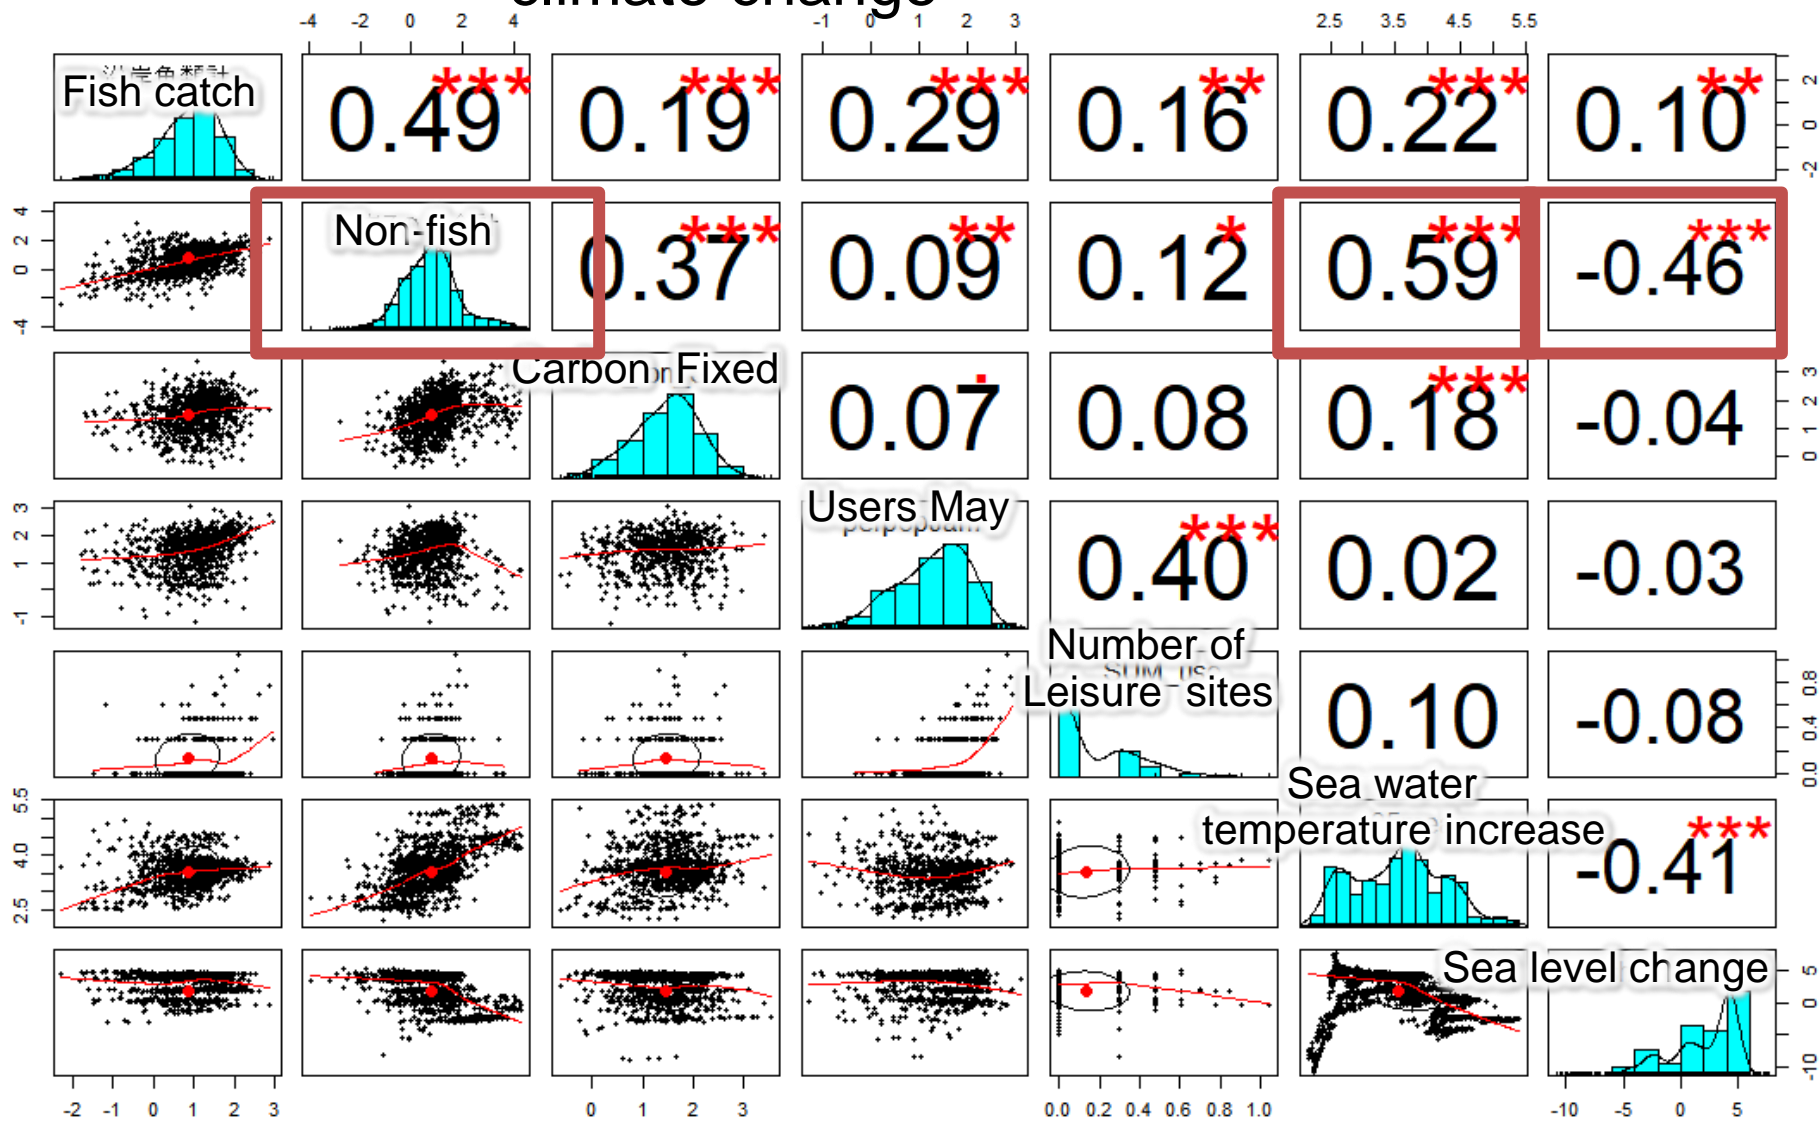 climate change
-4 -2 0 2 4
-1 0 1 2 3
2.5 3.5 4.5 5.5
Fish catch
0.49 ***
0.19 ***
0.29 ***
0.16 **
0.22 ***
0.10 **
-2 0 2
-4 0 2 4
Non-fish
0.37 ***
0.09 **
0.12 *
0.59 ***
-0.46 ***
Carbon Fixed
0.07 .
0.08
0.18 ***
-0.04
0 1 2 3
-1 1 2 3
Users May
0.40 ***
0.02
-0.03
Number of
Leisure sites
0.10
-0.08
0.0 0.4 0.8
2.5 4.0 5.5
Sea water
temperature increase
-0.41 ***
Sea level change
-10 0 5
-2 -1 0 1 2 3
0 1 2 3
0.0 0.2 0.4 0.6 0.8 1.0
-10 -5 0 5